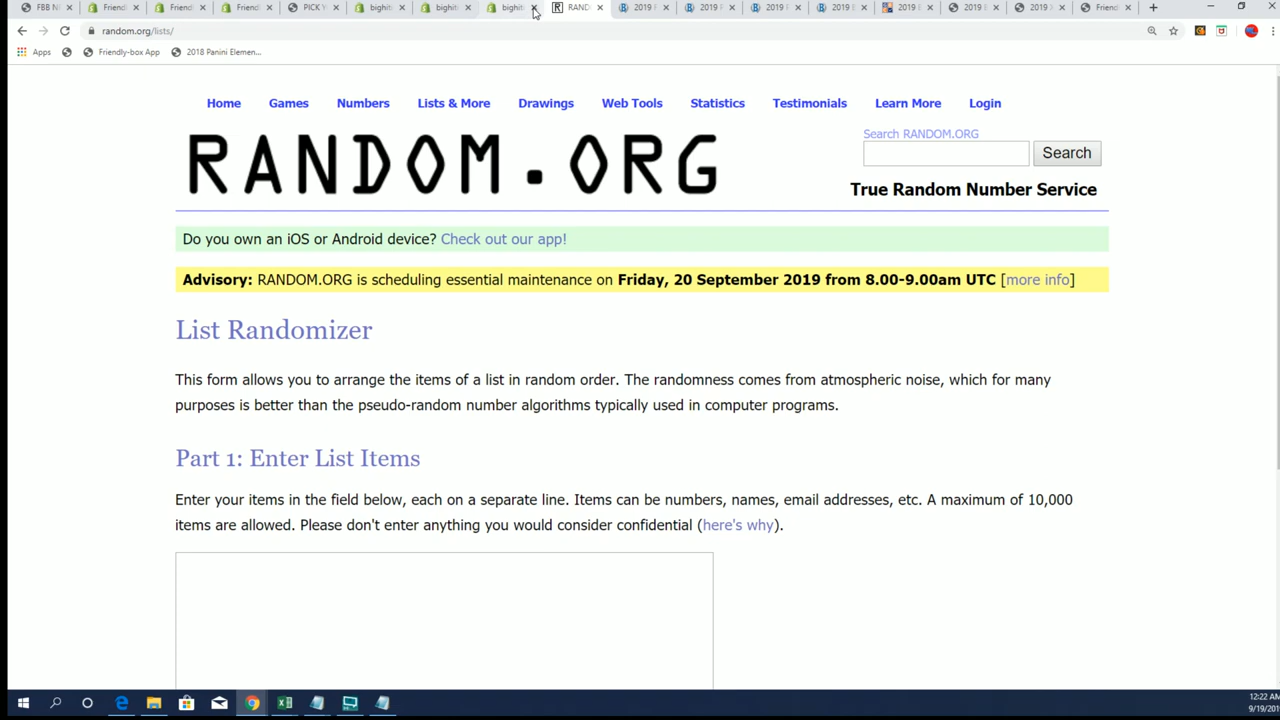 FBB N
Friendl
Friendl
Friendl
PICK Y
bighit
bighit
bighit
RAND
2019 P
2019 P
2019 P
2019 B
2019 B
2019 B
2019 X
Friendl
random.org/lists/
Apps
Friendly-box App
2018 Panini Elemen...
Home Games Numbers Lists & More Drawings Web Tools Statistics Testimonials Learn More Login
RANDOM.ORG
Search RANDOM.ORG
Search
True Random Number Service
Do you own an iOS or Android device? Check out our app!
Advisory: RANDOM.ORG is scheduling essential maintenance on Friday, 20 September 2019 from 8.00-9.00am UTC [more info]
List Randomizer
This form allows you to arrange the items of a list in random order. The randomness comes from atmospheric noise, which for many
purposes is better than the pseudo-random number algorithms typically used in computer programs.
Part 1: Enter List Items
Enter your items in the field below, each on a separate line. Items can be numbers, names, email addresses, etc. A maximum of 10,000
items are allowed. Please don't enter anything you would consider confidential (here's why).
12:22 AM
9/19/201